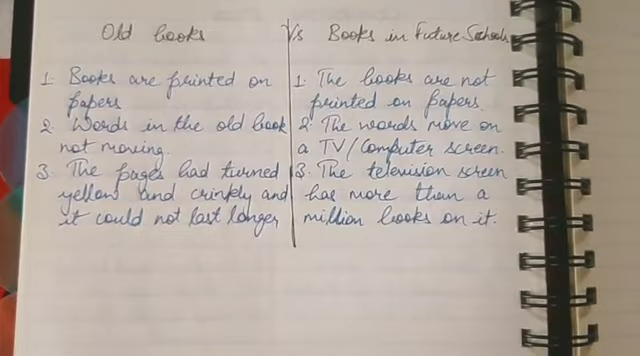 Old books Vs Books in Future Schools
1. Books are printed on
papers
2. Words in the old book
not moving.
3. The pages had turned
yellow and crinkly and
it could not last longer
1. The books are not
printed on papers.
2. The words move on
a TV/Computer screen.
3. The television screen
has more than a
million books on it.